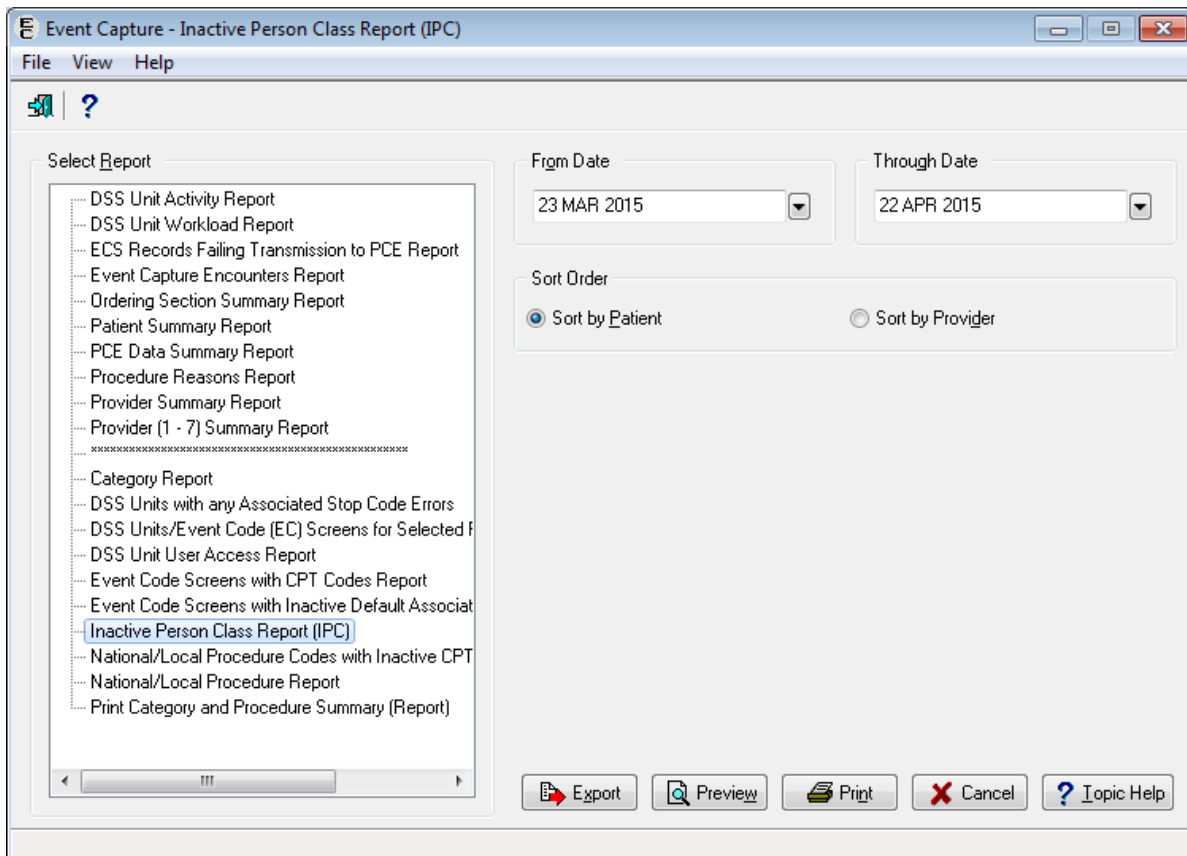 Event Capture - Inactive Person Class Report (IPC)
File View Help
Select Report
DSS Unit Activity Report
DSS Unit Workload Report
ECS Records Failing Transmission to PCE Report
Event Capture Encounters Report
Ordering Section Summary Report
Patient Summary Report
PCE Data Summary Report
Procedure Reasons Report
Provider Summary Report
Provider (1 - 7) Summary Report
Category Report
DSS Units with any Associated Stop Code Errors
DSS Units/Event Code (EC) Screens for Selected
DSS Unit User Access Report
Event Code Screens with CPT Codes Report
Event Code Screens with Inactive Default Associat
Inactive Person Class Report (IPC)
National/Local Procedure Codes with Inactive CPT
National/Local Procedure Report
Print Category and Procedure Summary (Report)
From Date
23 MAR 2015
Through Date
22 APR 2015
Sort Order
Sort by Patient
Sort by Provider
Export
Preview
Print
Cancel
? Topic Help